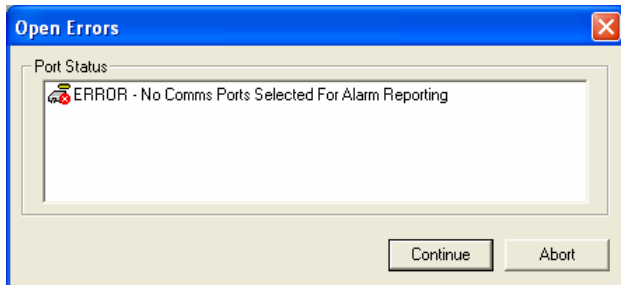 Open Errors
Port Status
ERROR - No Comms Ports Selected For Alarm Reporting
Continue
Abort